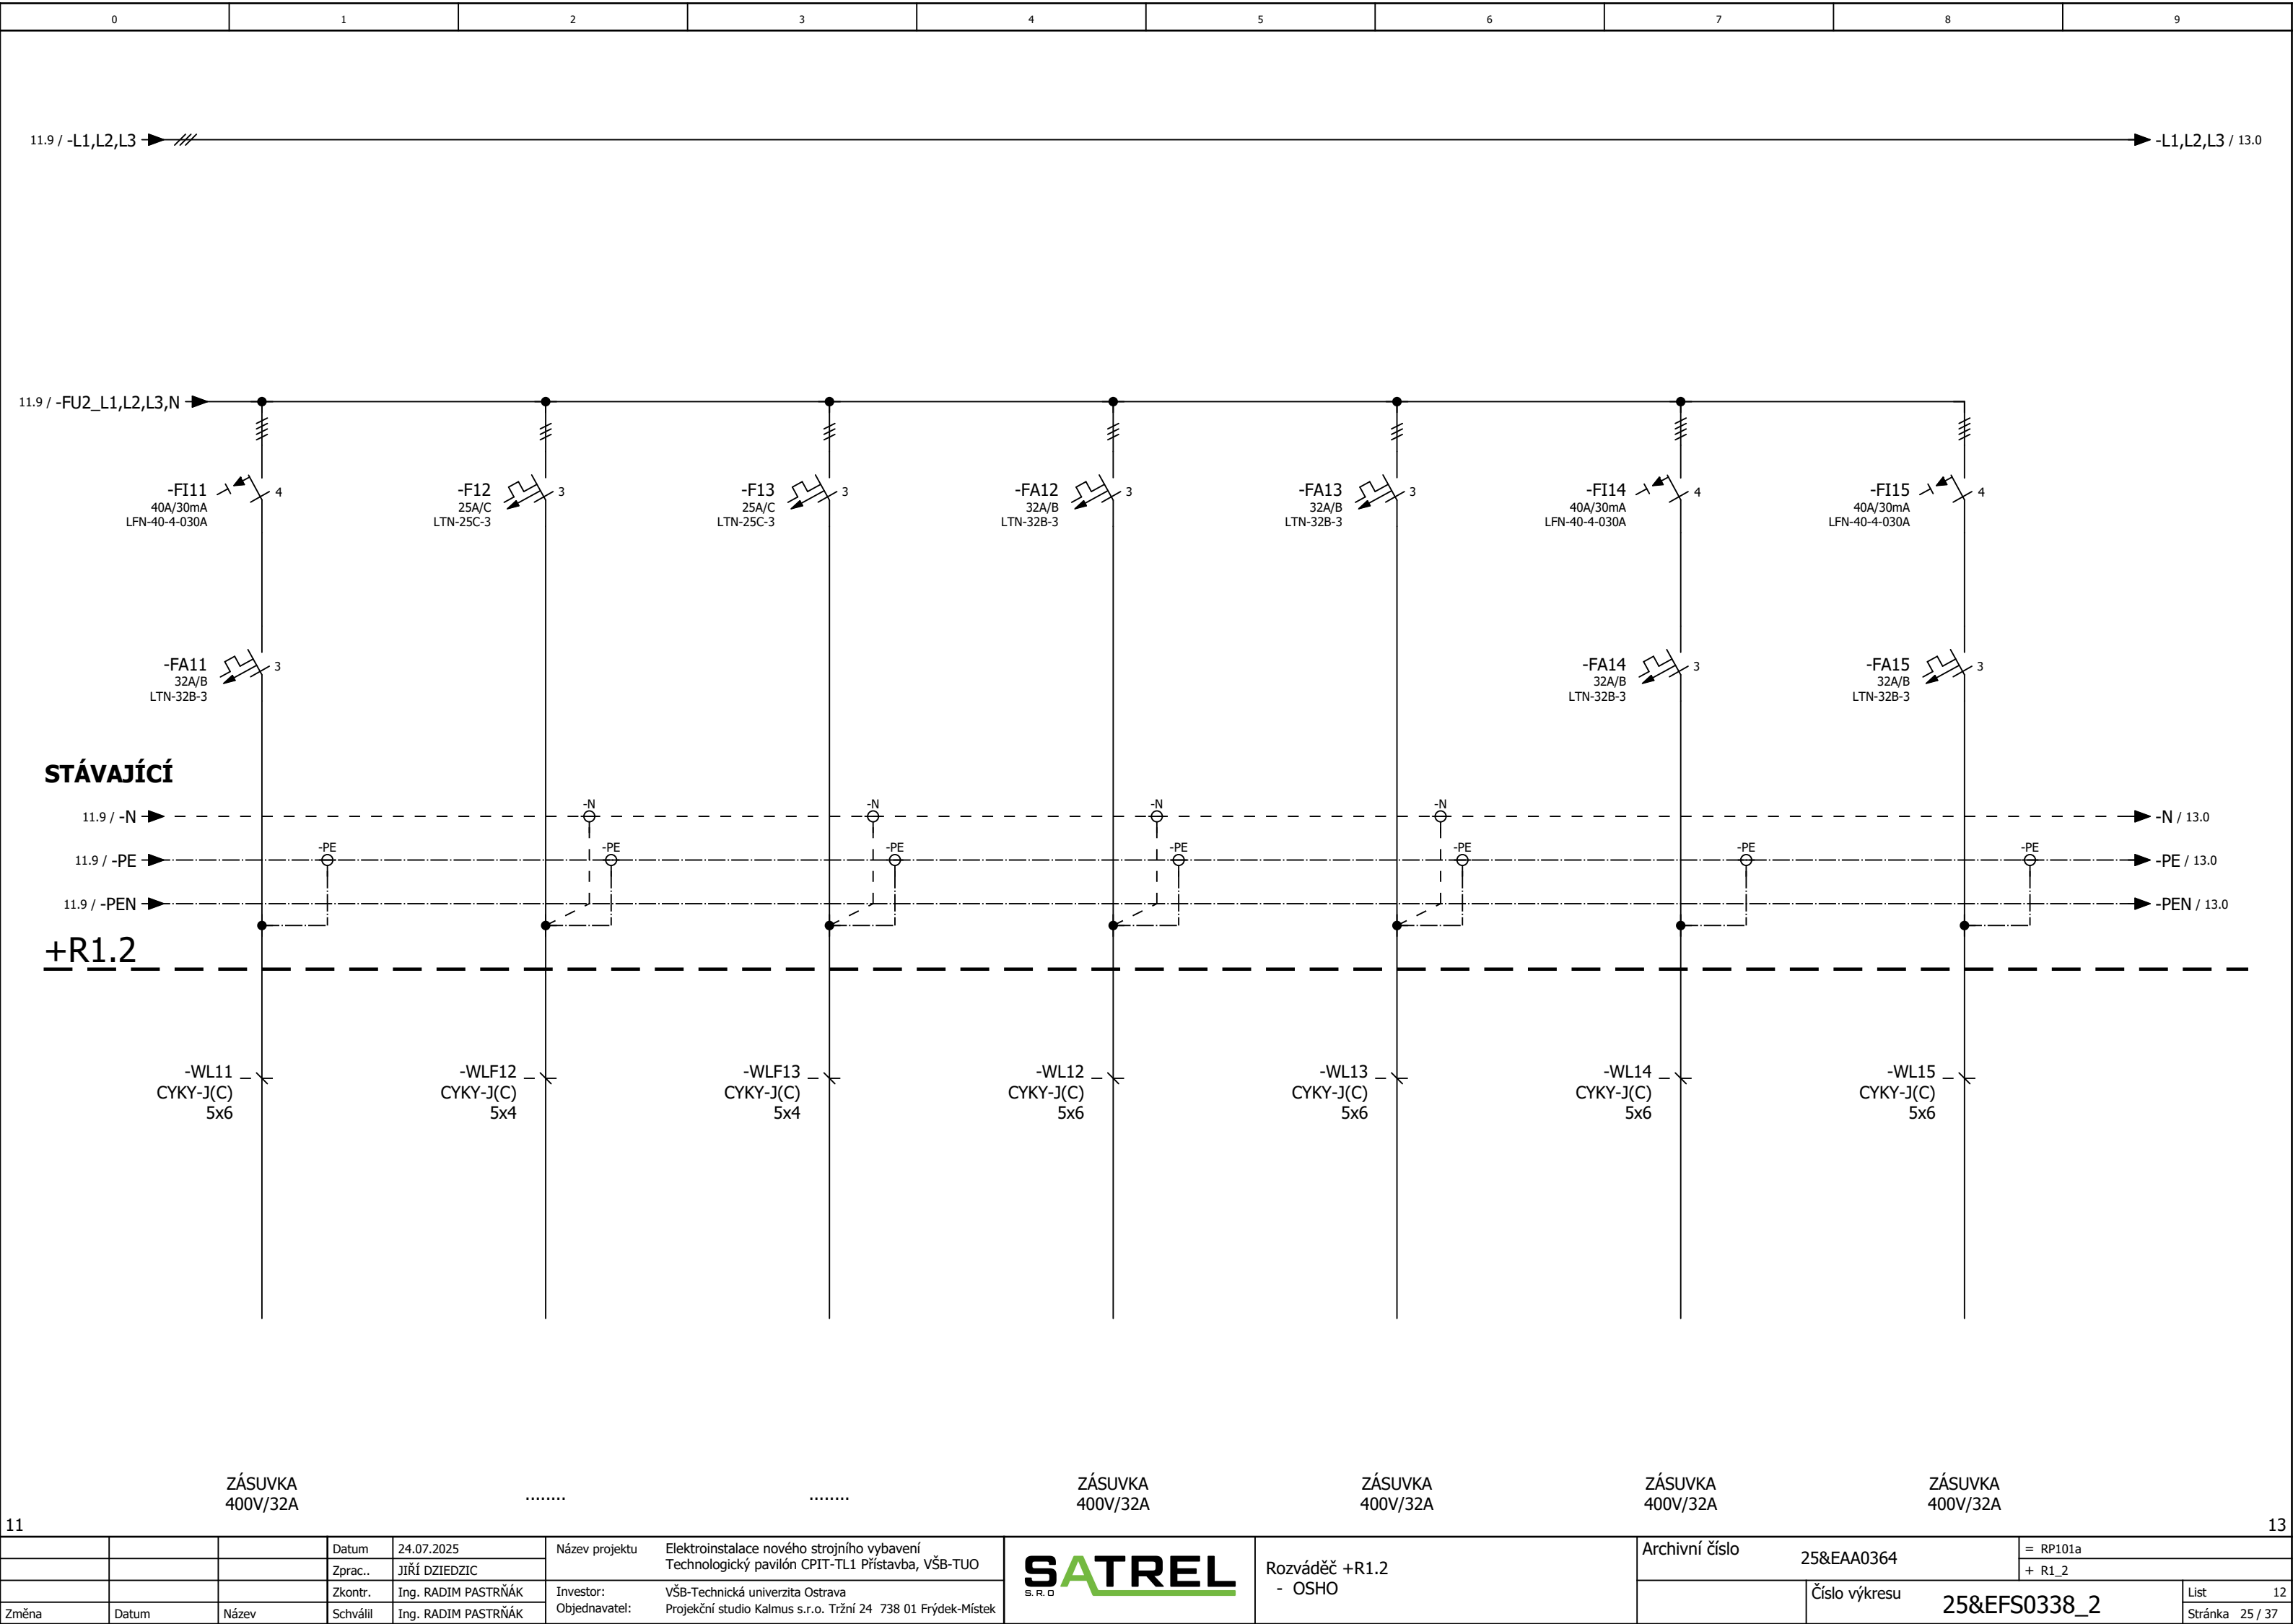 0 1 2 3 4 5 6 7 8 9
11.9 / -L1,L2,L3
-L1,L2,L3 / 13.0
11.9 / -FU2_L1,L2,L3,N
-FI11
40A/30mA
LFN-40-4-030A
4
-F12
25A/C
LTN-25C-3
3
-F13
25A/C
LTN-25C-3
3
-FA12
32A/B
LTN-32B-3
3
-FA13
32A/B
LTN-32B-3
3
-FI14
40A/30mA
LFN-40-4-030A
4
-FI15
40A/30mA
LFN-40-4-030A
4
-FA11
32A/B
LTN-32B-3
3
-FA14
32A/B
LTN-32B-3
3
-FA15
32A/B
LTN-32B-3
3
STÁVAJÍCÍ
-N -N -N -N
11.9 / -N
-N / 13.0
-PE -PE -PE -PE -PE -PE -PE
11.9 / -PE
-PE / 13.0
11.9 / -PEN
-PEN / 13.0
+R1.2
-WL11
CYKY-J(C)
5x6
-WLF12
CYKY-J(C)
5x4
-WLF13
CYKY-J(C)
5x4
-WL12
CYKY-J(C)
5x6
-WL13
CYKY-J(C)
5x6
-WL14
CYKY-J(C)
5x6
-WL15
CYKY-J(C)
5x6
ZÁSUVKA
400V/32A
........
........
ZÁSUVKA
400V/32A
ZÁSUVKA
400V/32A
ZÁSUVKA
400V/32A
ZÁSUVKA
400V/32A
11
13
Změna Datum Název
Datum 24.07.2025
Zprac.. JIŘÍ DZIEDZIC
Zkontr. Ing. RADIM PASTRŇÁK
Schválil Ing. RADIM PASTRŇÁK
Název projektu Elektroinstalace nového strojního vybavení
Technologický pavilón CPIT-TL1 Přístavba, VŠB-TUO
Investor: VŠB-Technická univerzita Ostrava
Objednavatel: Projekční studio Kalmus s.r.o. Tržní 24 738 01 Frýdek-Místek
SATREL
S.R.O
Rozváděč +R1.2
- OSHO
Archivní číslo 25&EAA0364
= RP101a
+ R1_2
Číslo výkresu 25&EFS0338_2
List 12
Stránka 25 / 37